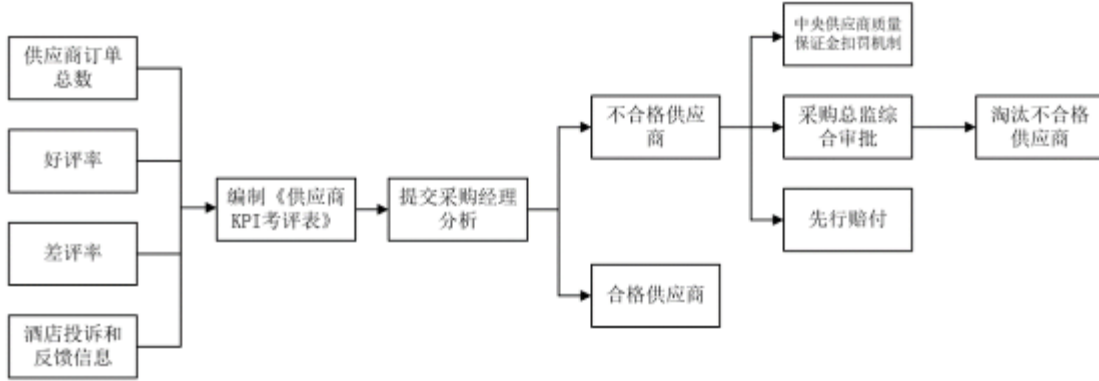 供应商订单
总数
好评率
差评率
酒店投诉和
反馈信息
编制《供应商
KPI考评表》
提交采购经理
分析
不合格供应
商
合格供应商
中央供应商质量
保证金扣罚机制
采购总监综
合审批
先行赔付
淘汰不合格
供应商